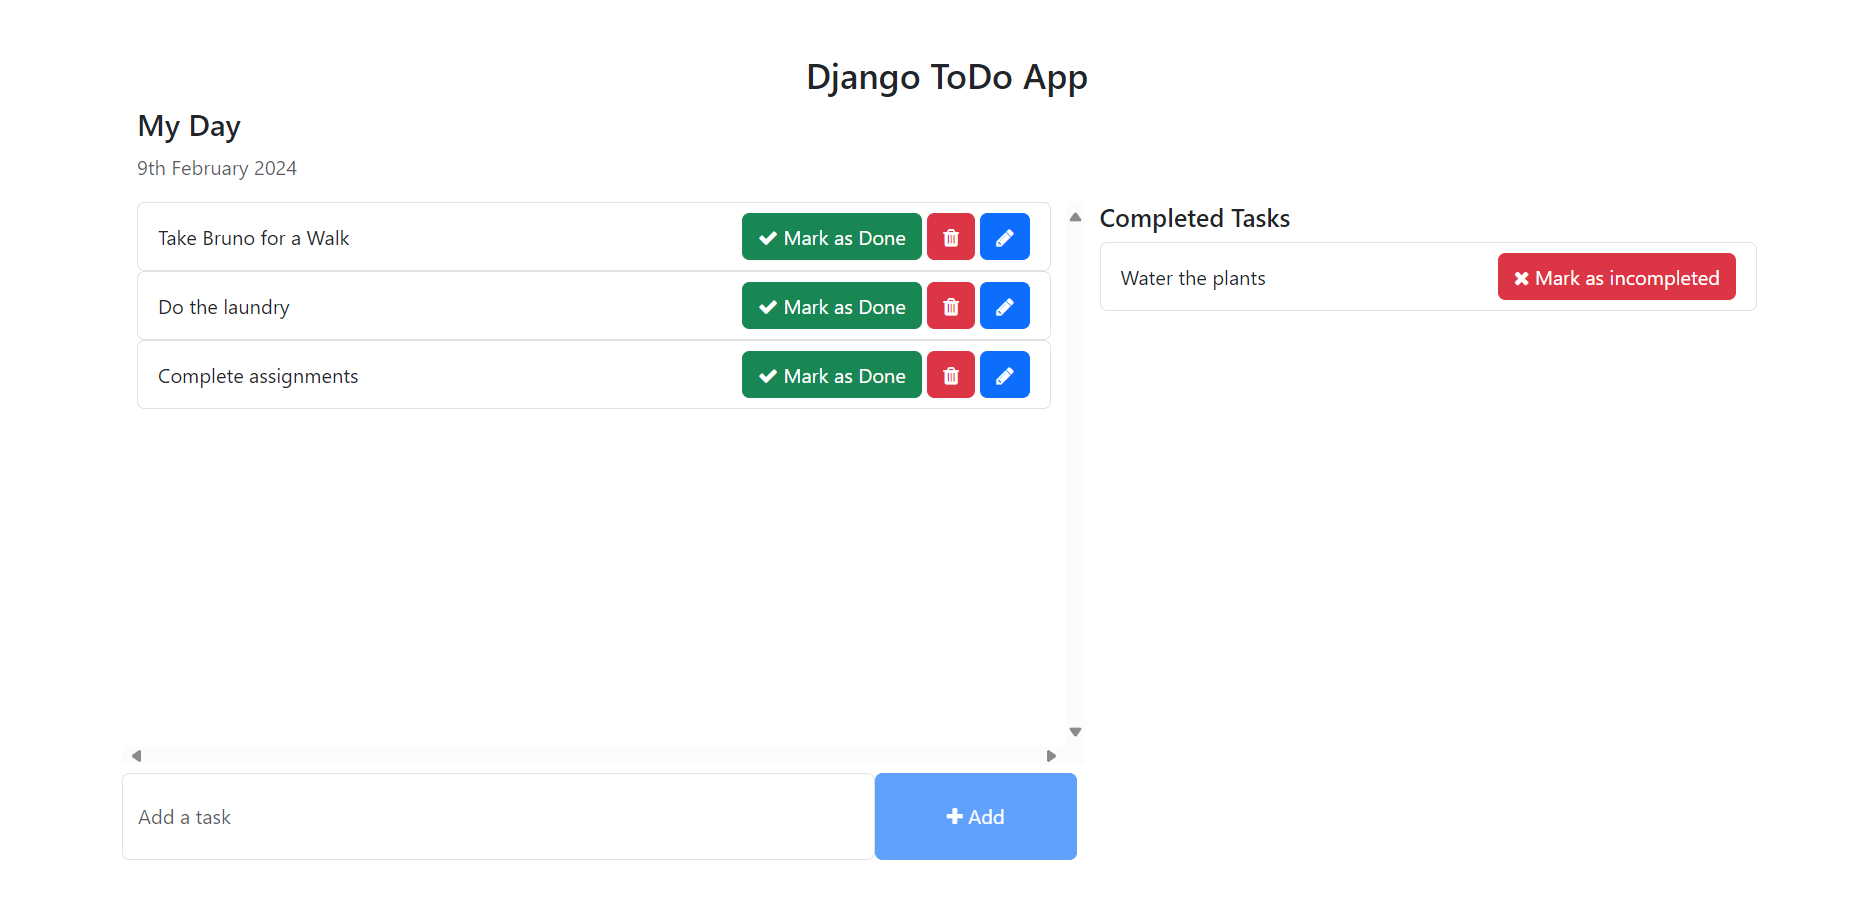 Django ToDo App
My Day
9th February 2024
Take Bruno for a Walk
Mark as Done
Do the laundry
Mark as Done
Complete assignments
Mark as Done
Completed Tasks
Water the plants
Mark as incompleted
Add a task
Add